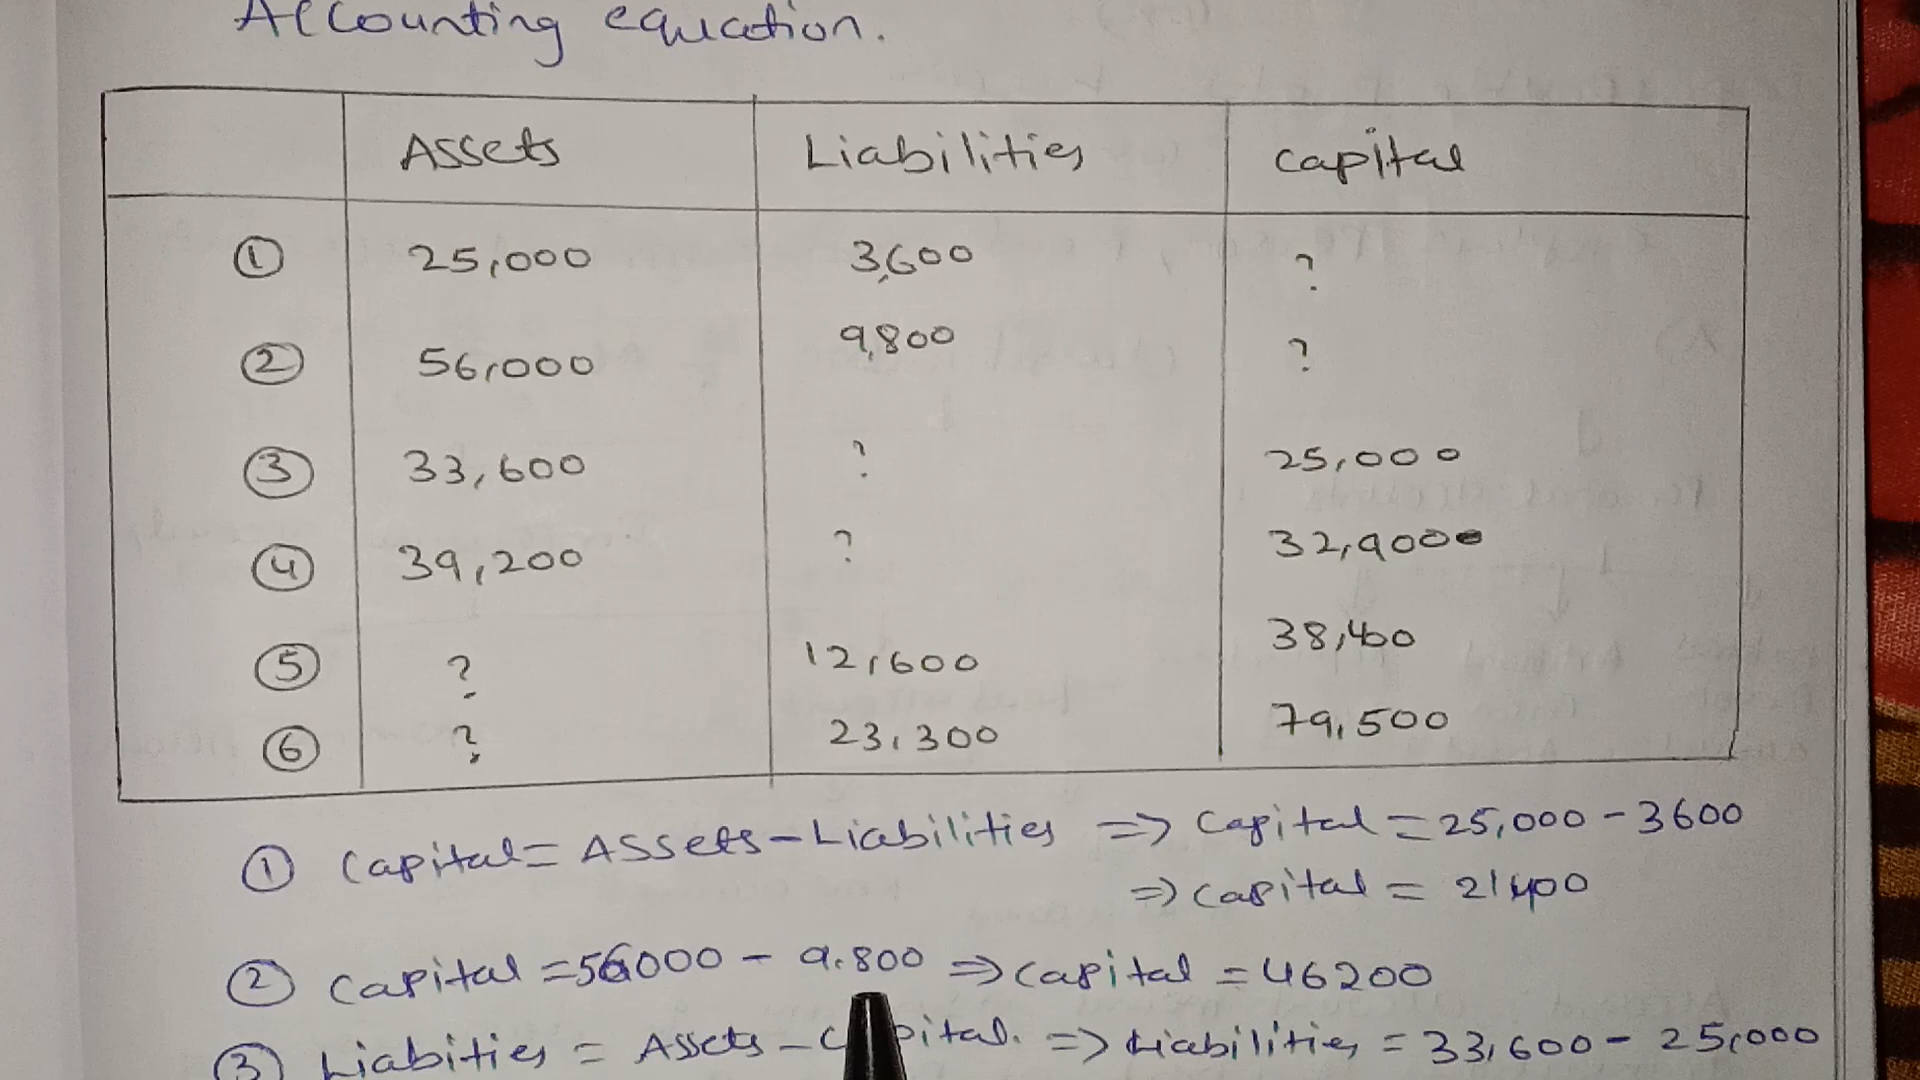 Accounting equation.
Assets Liabilities Capital
① 25,000 3,600 ?
② 56,000 9,800 ?
③ 33,600 ? 25,000
④ 39,200 ? 32,900
⑤ ? 12,600 38,400
⑥ ? 23,300 79,500
① Capital = Assets - Liabilities => Capital = 25,000 - 3600
=> Capital = 21400
② Capital = 56000 - 9.800 => Capital = 46200
③ Liabities = Assets - Capital. => Liabilities = 33,600 - 25,000